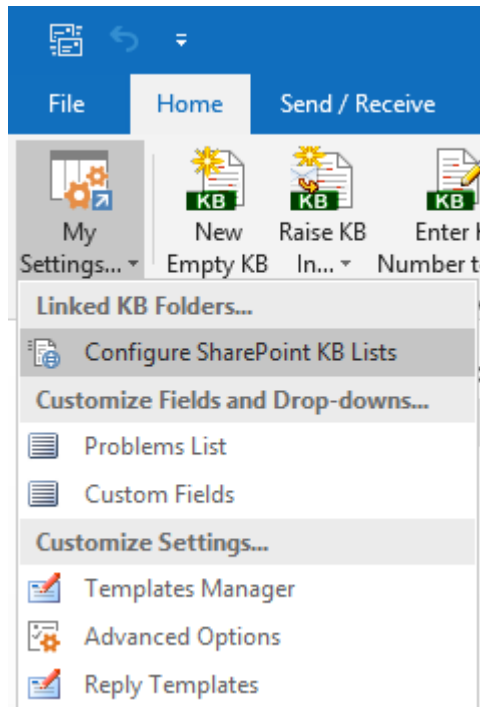 File Home Send / Receive
KB KB KB
My New Raise KB Enter
Settings... Empty KB In... Number
Linked KB Folders...
Configure SharePoint KB Lists
Customize Fields and Drop-downs...
Problems List
Custom Fields
Customize Settings...
Templates Manager
Advanced Options
Reply Templates